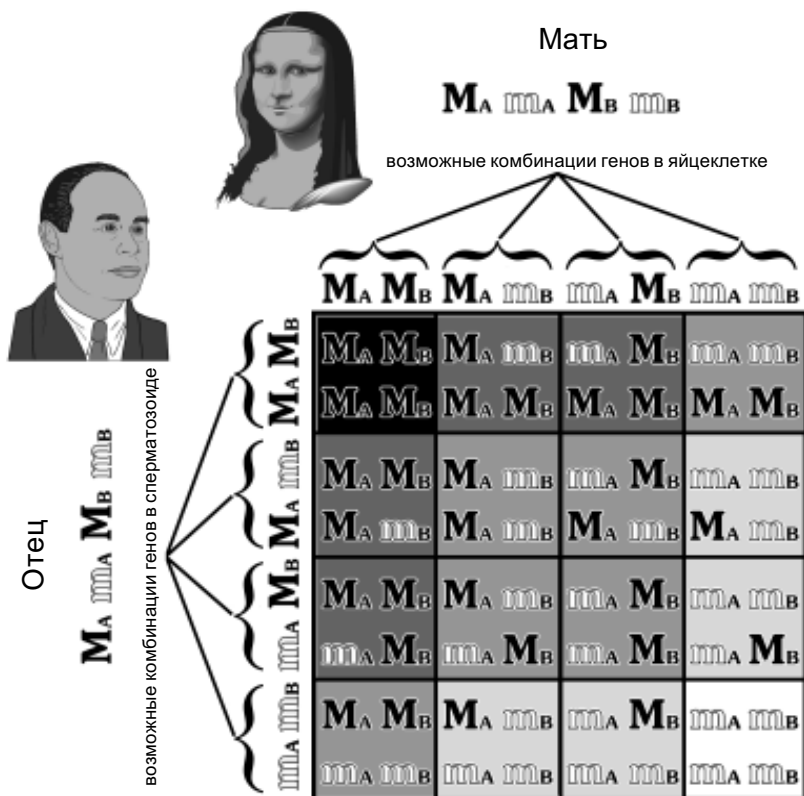 Мать
MA mA MB mB
возможные комбинации генов в яйцеклетке
MA MB MA mB mA MB mA mB
Отец
MA mA MB mB
возможные комбинации генов в сперматозоиде
MA MB
MA mB
mA MB
mA mB
MA MB MA mB mA MB mA mB
MA MB MA MB MA MB MA MB
MA MB MA mB mA MB mA mB
MA mB MA mB MA mB MA mB
MA MB MA mB mA MB mA mB
mA MB mA MB mA MB mA MB
MA MB MA mB mA MB mA mB
mA mB mA mB mA mB mA mB